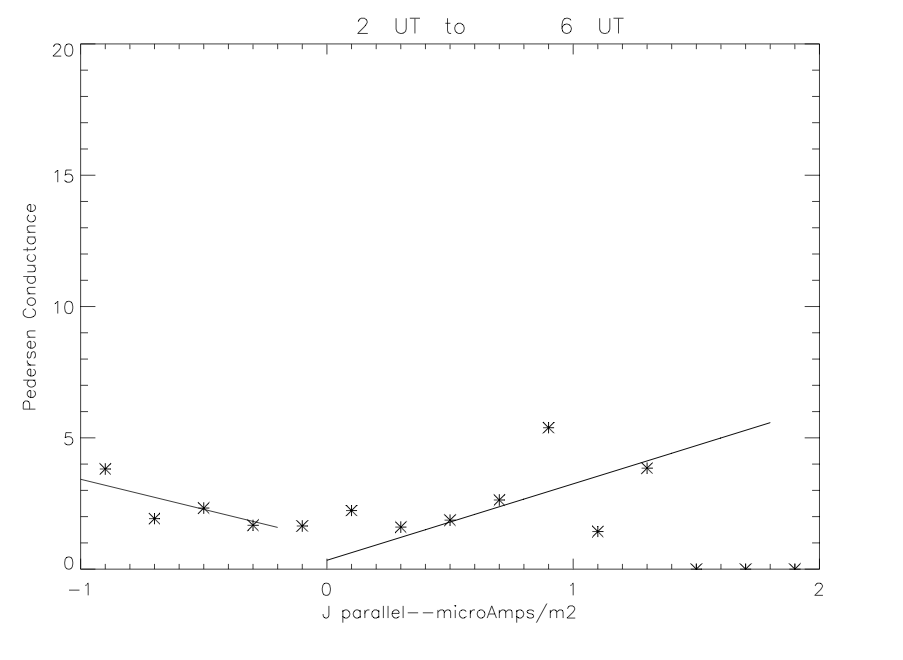 2 UT to 6 UT
20
15
10
5
0
Pedersen Conductance
-1 0 1 2
J parallel--microAmps/m2